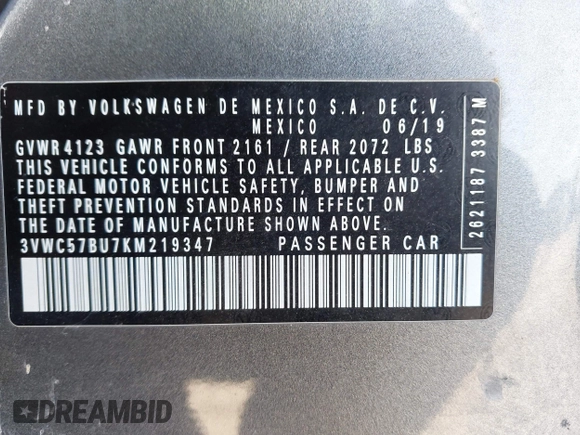 MFD BY VOLKSWAGEN DE MEXICO S.A. DE C.V.
MEXICO 06/19
GVWR 4123 GAWR FRONT 2161 / REAR 2072 LBS
THIS VEHICLE CONFORMS TO ALL APPLICABLE U.S.
FEDERAL MOTOR VEHICLE SAFETY, BUMPER AND
THEFT PREVENTION STANDARDS IN EFFECT ON
THE DATE OF MANUFACTURE SHOWN ABOVE.
3VWC57BU7KM219347 PASSENGER CAR
2621187 3387 M
DREAMBID